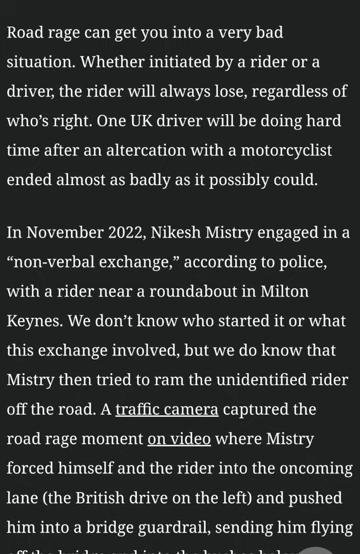 Road rage can get you into a very bad
situation. Whether initiated by a rider or a
driver, the rider will always lose, regardless of
who’s right. One UK driver will be doing hard
time after an altercation with a motorcyclist
ended almost as badly as it possibly could.
In November 2022, Nikesh Mistry engaged in a
“non-verbal exchange,” according to police,
with a rider near a roundabout in Milton
Keynes. We don’t know who started it or what
this exchange involved, but we do know that
Mistry then tried to ram the unidentified rider
off the road. A traffic camera captured the
road rage moment on video where Mistry
forced himself and the rider into the oncoming
lane (the British drive on the left) and pushed
him into a bridge guardrail, sending him flying